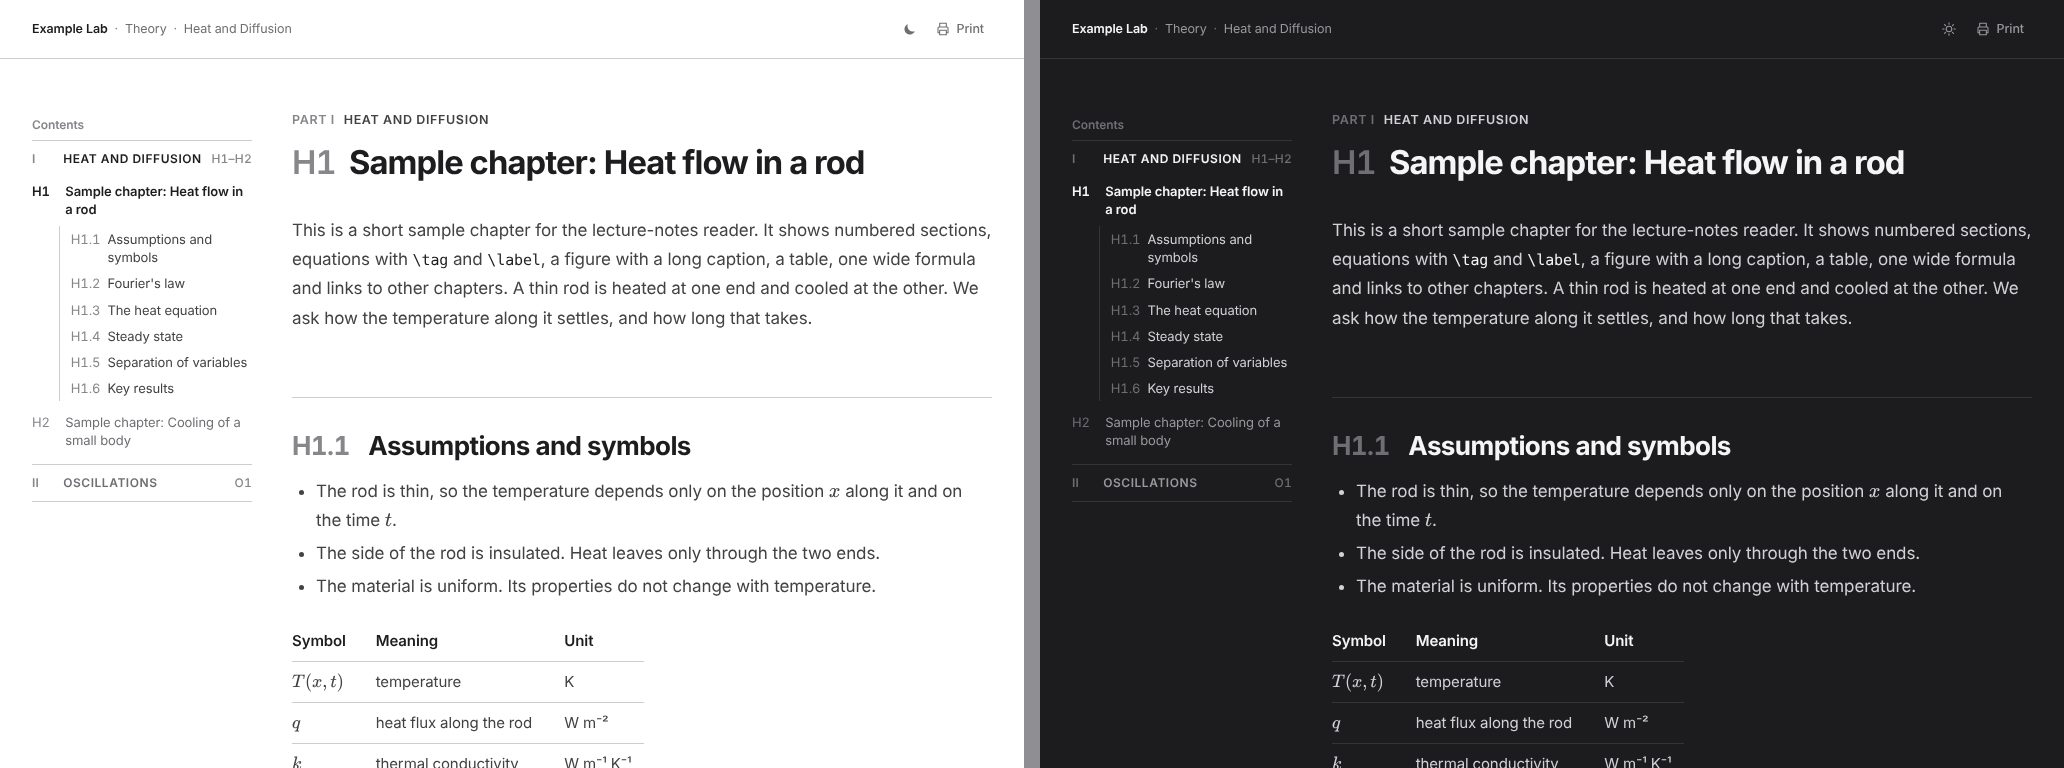 Example Lab · Theory · Heat and Diffusion
Print
Contents
I HEAT AND DIFFUSION H1–H2
H1 Sample chapter: Heat flow in
a rod
H1.1 Assumptions and
symbols
H1.2 Fourier's law
H1.3 The heat equation
H1.4 Steady state
H1.5 Separation of variables
H1.6 Key results
H2 Sample chapter: Cooling of a
small body
II OSCILLATIONS O1
PART I HEAT AND DIFFUSION
H1 Sample chapter: Heat flow in a rod
This is a short sample chapter for the lecture-notes reader. It shows numbered sections,
equations with \tag and \label, a figure with a long caption, a table, one wide formula
and links to other chapters. A thin rod is heated at one end and cooled at the other. We
ask how the temperature along it settles, and how long that takes.
H1.1 Assumptions and symbols
• The rod is thin, so the temperature depends only on the position x along it and on
the time t.
• The side of the rod is insulated. Heat leaves only through the two ends.
• The material is uniform. Its properties do not change with temperature.
Symbol Meaning Unit
T(x, t) temperature K
q heat flux along the rod W m⁻²
k thermal conductivity W m⁻¹ K⁻¹
Example Lab · Theory · Heat and Diffusion
Print
Contents
I HEAT AND DIFFUSION H1–H2
H1 Sample chapter: Heat flow in
a rod
H1.1 Assumptions and
symbols
H1.2 Fourier's law
H1.3 The heat equation
H1.4 Steady state
H1.5 Separation of variables
H1.6 Key results
H2 Sample chapter: Cooling of a
small body
II OSCILLATIONS O1
PART I HEAT AND DIFFUSION
H1 Sample chapter: Heat flow in a rod
This is a short sample chapter for the lecture-notes reader. It shows numbered sections,
equations with \tag and \label, a figure with a long caption, a table, one wide formula
and links to other chapters. A thin rod is heated at one end and cooled at the other. We
ask how the temperature along it settles, and how long that takes.
H1.1 Assumptions and symbols
• The rod is thin, so the temperature depends only on the position x along it and on
the time t.
• The side of the rod is insulated. Heat leaves only through the two ends.
• The material is uniform. Its properties do not change with temperature.
Symbol Meaning Unit
T(x, t) temperature K
q heat flux along the rod W m⁻²
k thermal conductivity W m⁻¹ K⁻¹